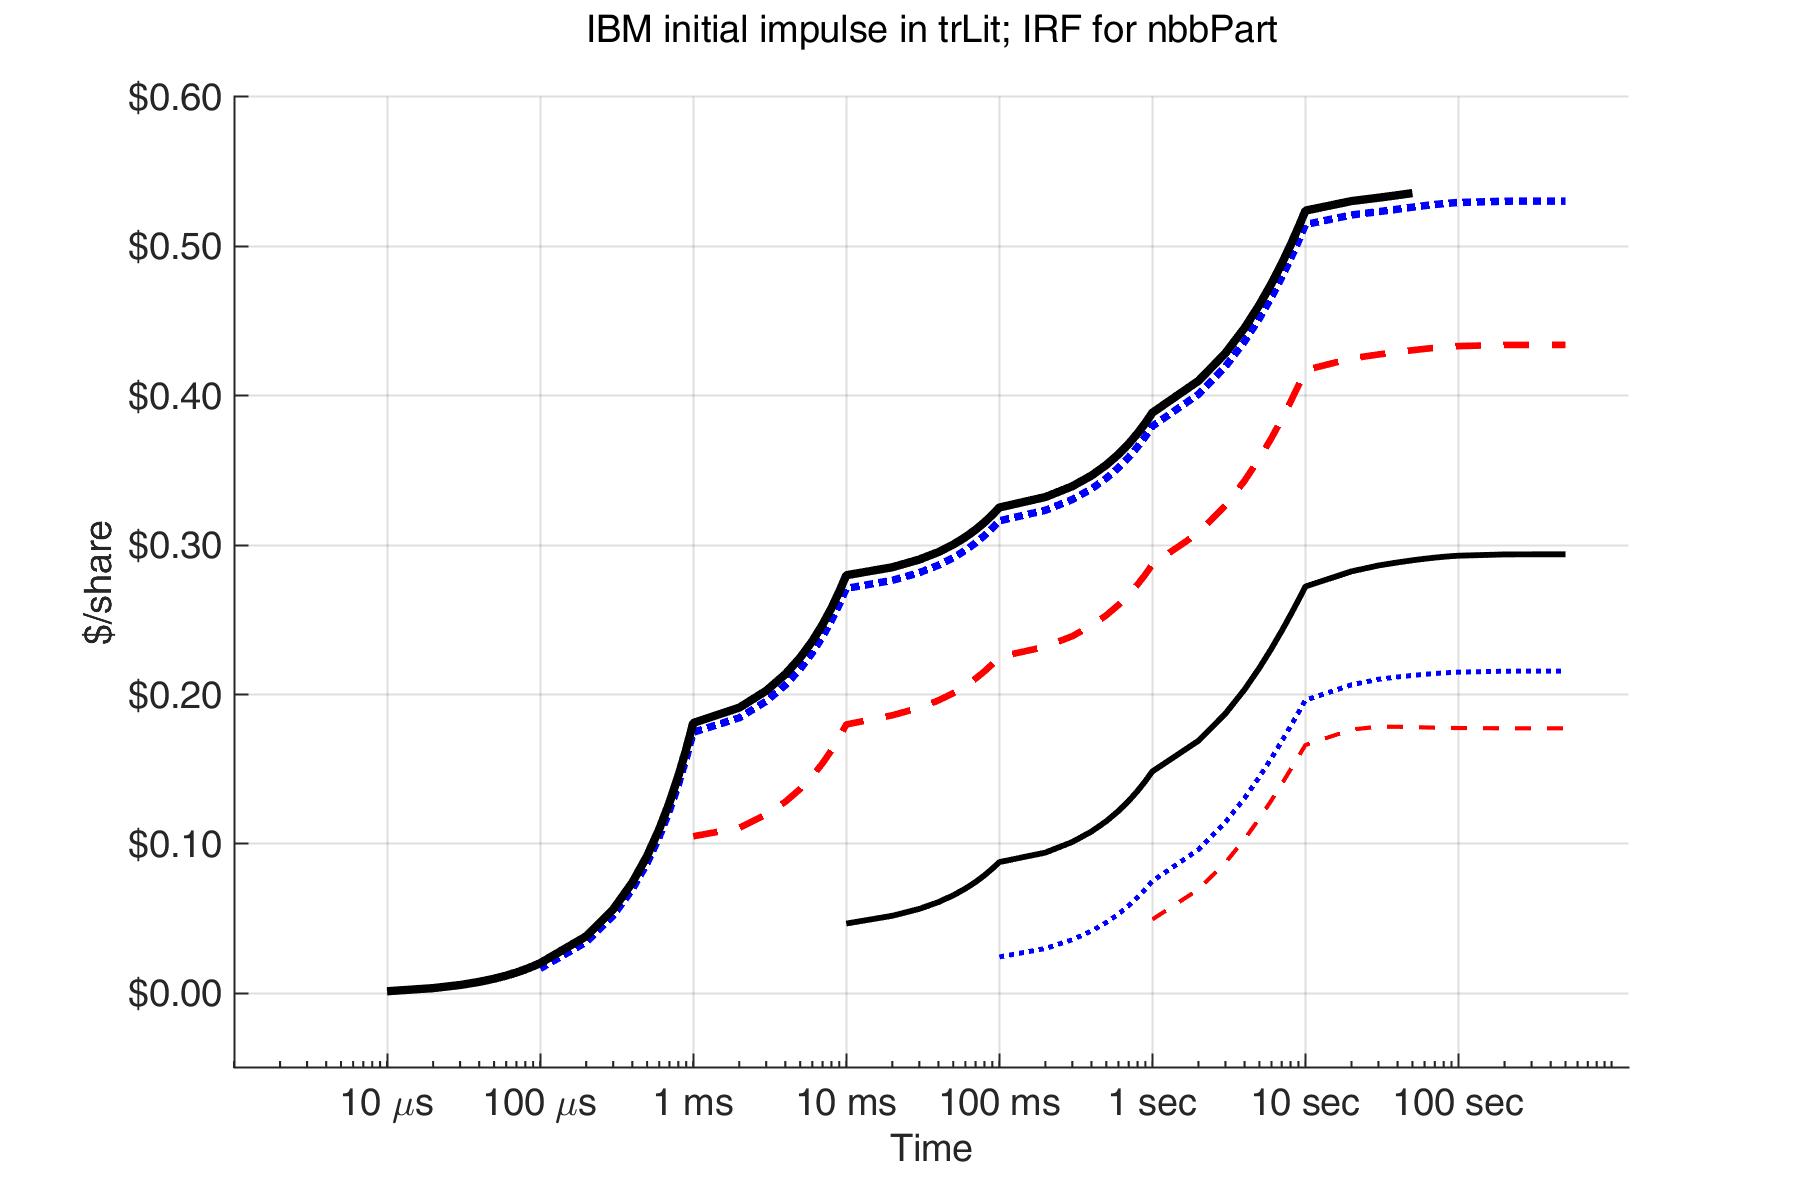 IBM initial impulse in trLit; IRF for nbbPart
$0.60
$0.50
$0.40
$0.30
$0.20
$0.10
$0.00
$/share
10 μs 100 μs 1 ms 10 ms 100 ms 1 sec 10 sec 100 sec
Time